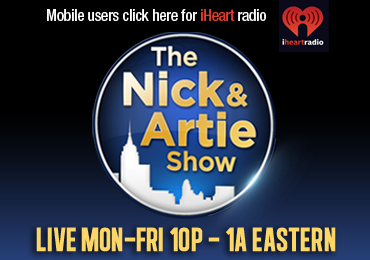 Mobile users click here for iHeart radio
iheartradio
The
Nick &
Artie
Show
LIVE MON-FRI 10P - 1A EASTERN